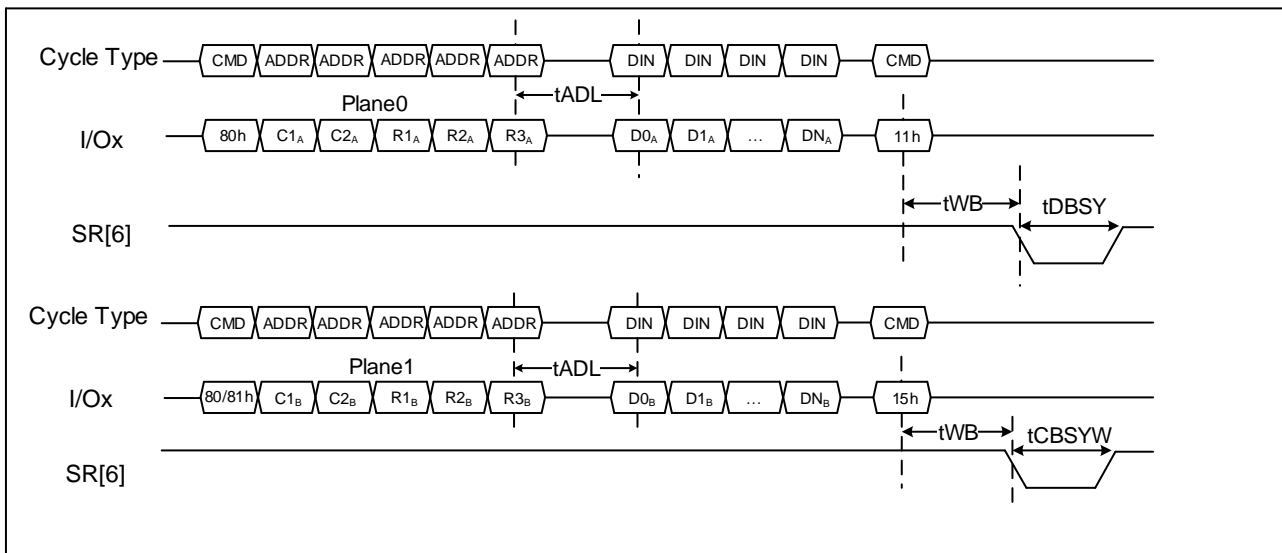 Cycle Type CMD ADDR ADDR ADDR ADDR ADDR DIN DIN DIN DIN CMD
Plane0 tADL
I/Ox 80h C1A C2A R1A R2A R3A D0A D1A ... DNA 11h
tWB tDBSY
SR[6]
Cycle Type CMD ADDR ADDR ADDR ADDR ADDR DIN DIN DIN DIN CMD
Plane1 tADL
I/Ox 80/81h C1B C2B R1B R2B R3B D0B D1B ... DNB 15h
tWB tCBSYW
SR[6]